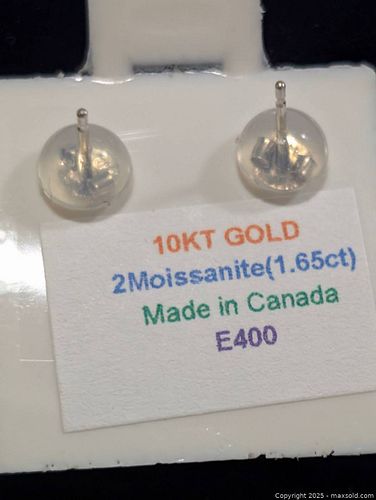 10KT GOLD
2Moissanite(1.65ct)
Made in Canada
E400
Copyright 2025 - maxsold.com